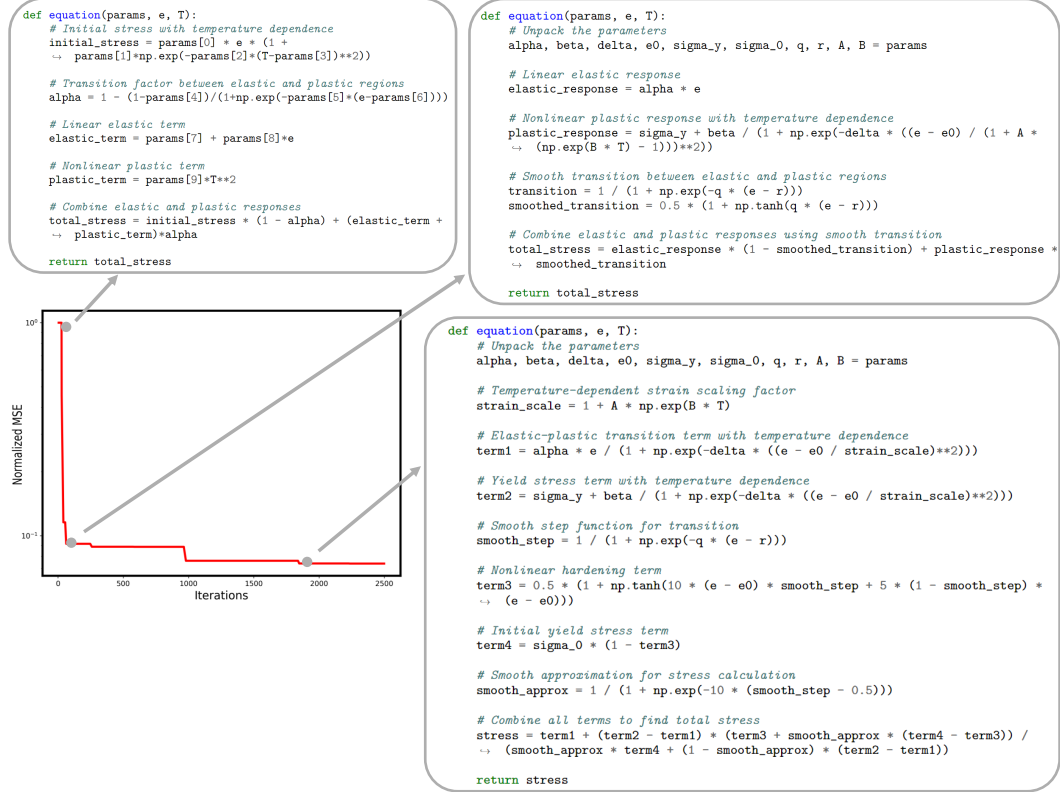 def equation(params, e, T):
# Initial stress with temperature dependence
initial_stress = params[0] * e * (1 +
↪ params[1]*np.exp(-params[2]*(T-params[3])**2))
# Transition factor between elastic and plastic regions
alpha = 1 - (1-params[4])/(1+np.exp(-params[5]*(e-params[6])))
# Linear elastic term
elastic_term = params[7] + params[8]*e
# Nonlinear plastic term
plastic_term = params[9]*T**2
# Combine elastic and plastic responses
total_stress = initial_stress * (1 - alpha) + (elastic_term +
↪ plastic_term)*alpha
return total_stress
def equation(params, e, T):
# Unpack the parameters
alpha, beta, delta, e0, sigma_y, sigma_0, q, r, A, B = params
# Linear elastic response
elastic_response = alpha * e
# Nonlinear plastic response with temperature dependence
plastic_response = sigma_y + beta / (1 + np.exp(-delta * ((e - e0) / (1 + A *
↪ (np.exp(B * T) - 1)))**2))
# Smooth transition between elastic and plastic regions
transition = 1 / (1 + np.exp(-q * (e - r)))
smoothed_transition = 0.5 * (1 + np.tanh(q * (e - r)))
# Combine elastic and plastic responses using smooth transition
total_stress = elastic_response * (1 - smoothed_transition) + plastic_response *
↪ smoothed_transition
return total_stress
Normalized MSE
10⁰
10⁻¹
0 500 1000 1500 2000 2500
Iterations
def equation(params, e, T):
# Unpack the parameters
alpha, beta, delta, e0, sigma_y, sigma_0, q, r, A, B = params
# Temperature-dependent strain scaling factor
strain_scale = 1 + A * np.exp(B * T)
# Elastic-plastic transition term with temperature dependence
term1 = alpha * e / (1 + np.exp(-delta * ((e - e0 / strain_scale)**2)))
# Yield stress term with temperature dependence
term2 = sigma_y + beta / (1 + np.exp(-delta * ((e - e0 / strain_scale)**2)))
# Smooth step function for transition
smooth_step = 1 / (1 + np.exp(-q * (e - r)))
# Nonlinear hardening term
term3 = 0.5 * (1 + np.tanh(10 * (e - e0) * smooth_step + 5 * (1 - smooth_step) *
↪ (e - e0)))
# Initial yield stress term
term4 = sigma_0 * (1 - term3)
# Smooth approximation for stress calculation
smooth_approx = 1 / (1 + np.exp(-10 * (smooth_step - 0.5)))
# Combine all terms to find total stress
stress = term1 + (term2 - term1) * (term3 + smooth_approx * (term4 - term3)) /
↪ (smooth_approx * term4 + (1 - smooth_approx) * (term2 - term1))
return stress